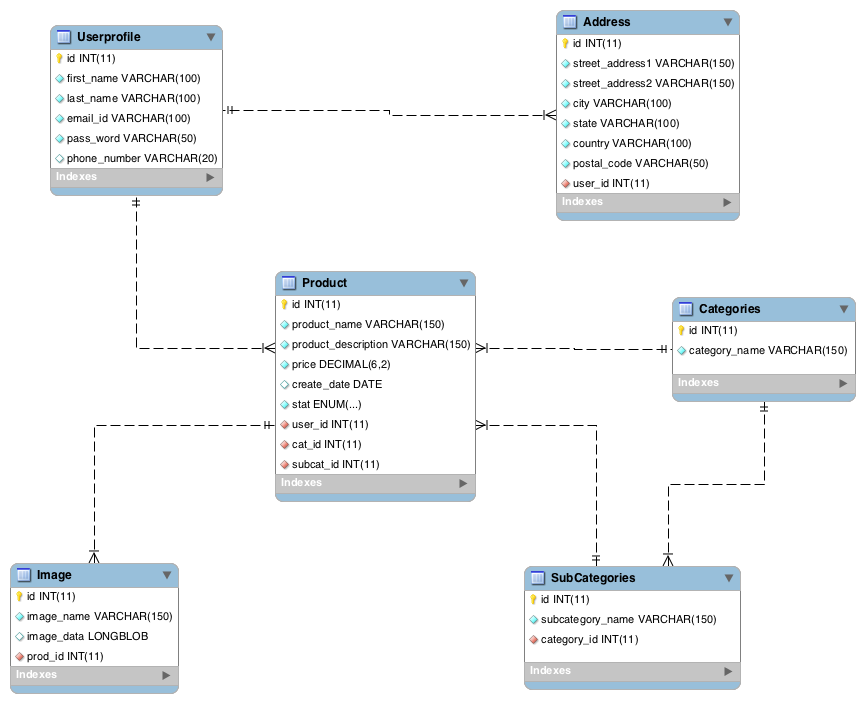 Userprofile
id INT(11)
first_name VARCHAR(100)
last_name VARCHAR(100)
email_id VARCHAR(100)
pass_word VARCHAR(50)
phone_number VARCHAR(20)
Indexes
Address
id INT(11)
street_address1 VARCHAR(150)
street_address2 VARCHAR(150)
city VARCHAR(100)
state VARCHAR(100)
country VARCHAR(100)
postal_code VARCHAR(50)
user_id INT(11)
Indexes
Product
id INT(11)
product_name VARCHAR(150)
product_description VARCHAR(150)
price DECIMAL(6,2)
create_date DATE
stat ENUM(...)
user_id INT(11)
cat_id INT(11)
subcat_id INT(11)
Indexes
Categories
id INT(11)
category_name VARCHAR(150)
Indexes
Image
id INT(11)
image_name VARCHAR(150)
image_data LONGBLOB
prod_id INT(11)
Indexes
SubCategories
id INT(11)
subcategory_name VARCHAR(150)
category_id INT(11)
Indexes